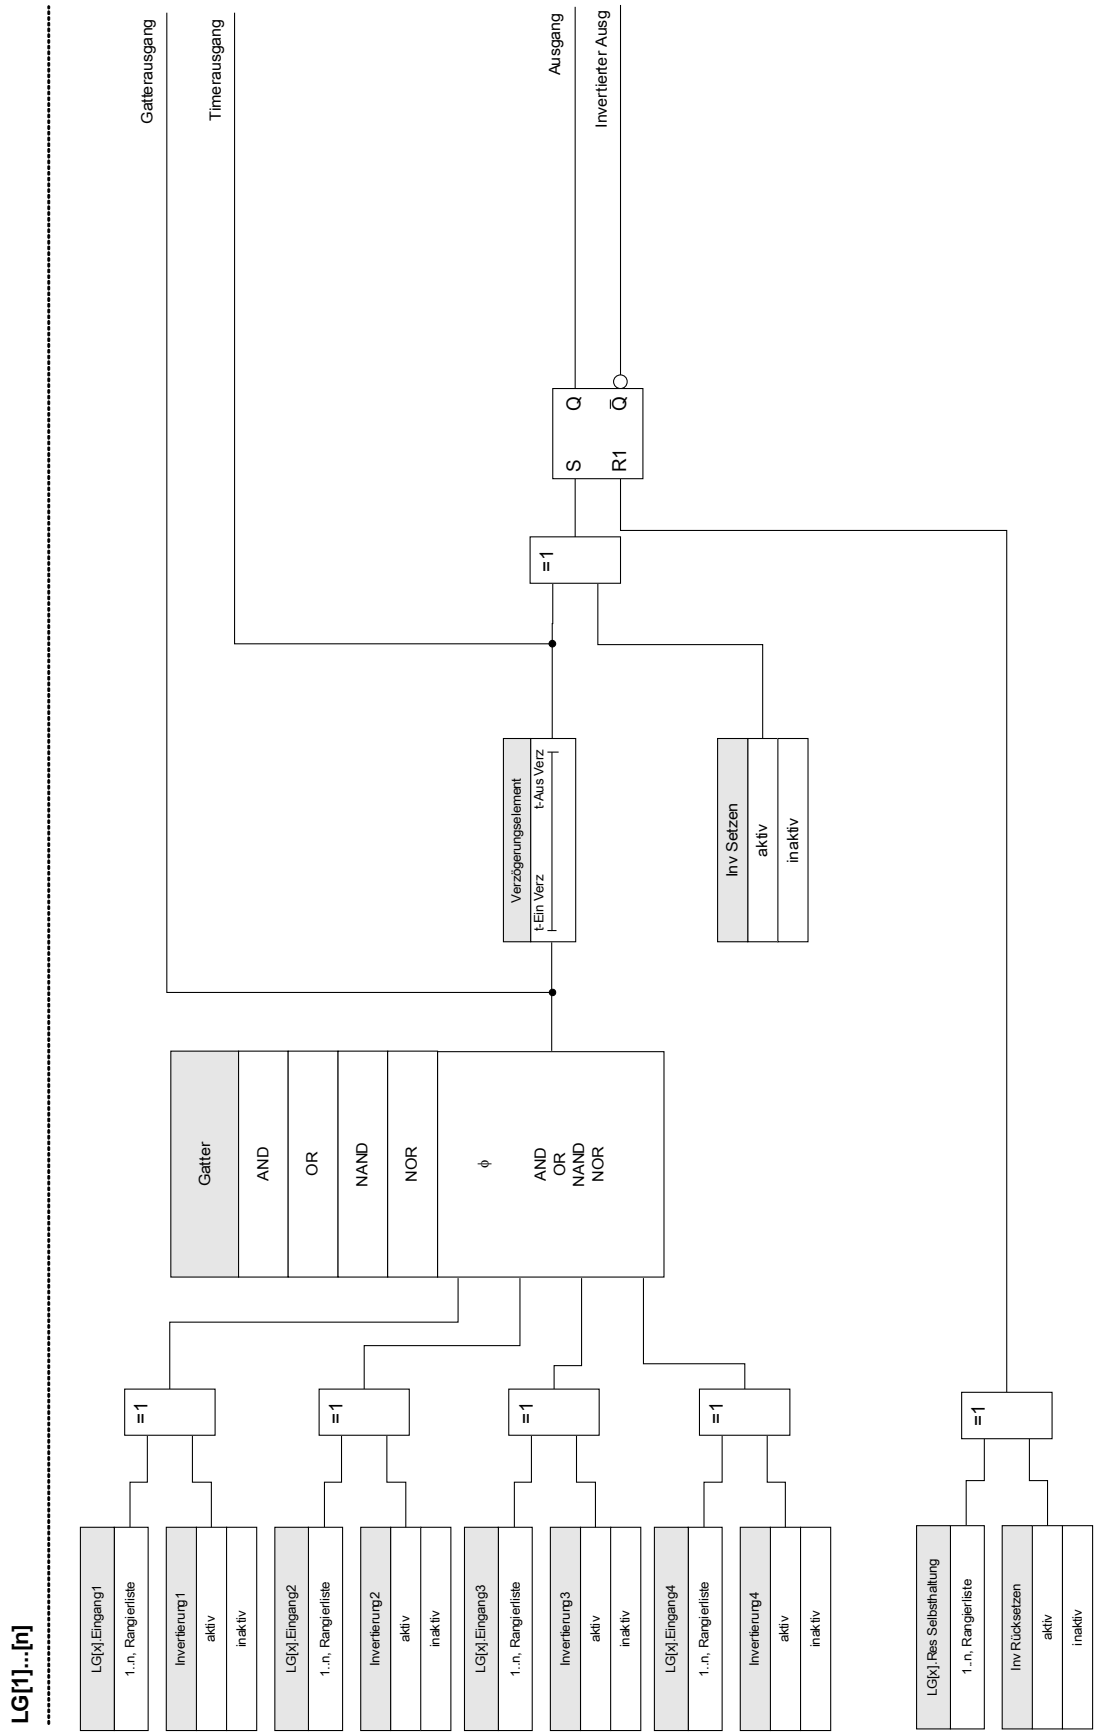 LG[1]...[n]
LG[x].Eingang1
1..n, Rangierliste
Invertierung1
aktiv
inaktiv
LG[x].Eingang2
1..n, Rangierliste
Invertierung2
aktiv
inaktiv
LG[x].Eingang3
1..n, Rangierliste
Invertierung3
aktiv
inaktiv
LG[x].Eingang4
1..n, Rangierliste
Invertierung4
aktiv
inaktiv
LG[x].Res Selbsthaltung
1..n, Rangierliste
Inv Rücksetzen
aktiv
inaktiv
=1
=1
=1
=1
=1
Gatter
AND
OR
NAND
NOR
ϕ
AND
OR
NAND
NOR
Verzögerungselement
t-Ein Verz
t-Aus Verz
Inv Setzen
aktiv
inaktiv
=1
S
Q
R1
Q̅
Gatterausgang
Timerausgang
Ausgang
Invertierter Ausg